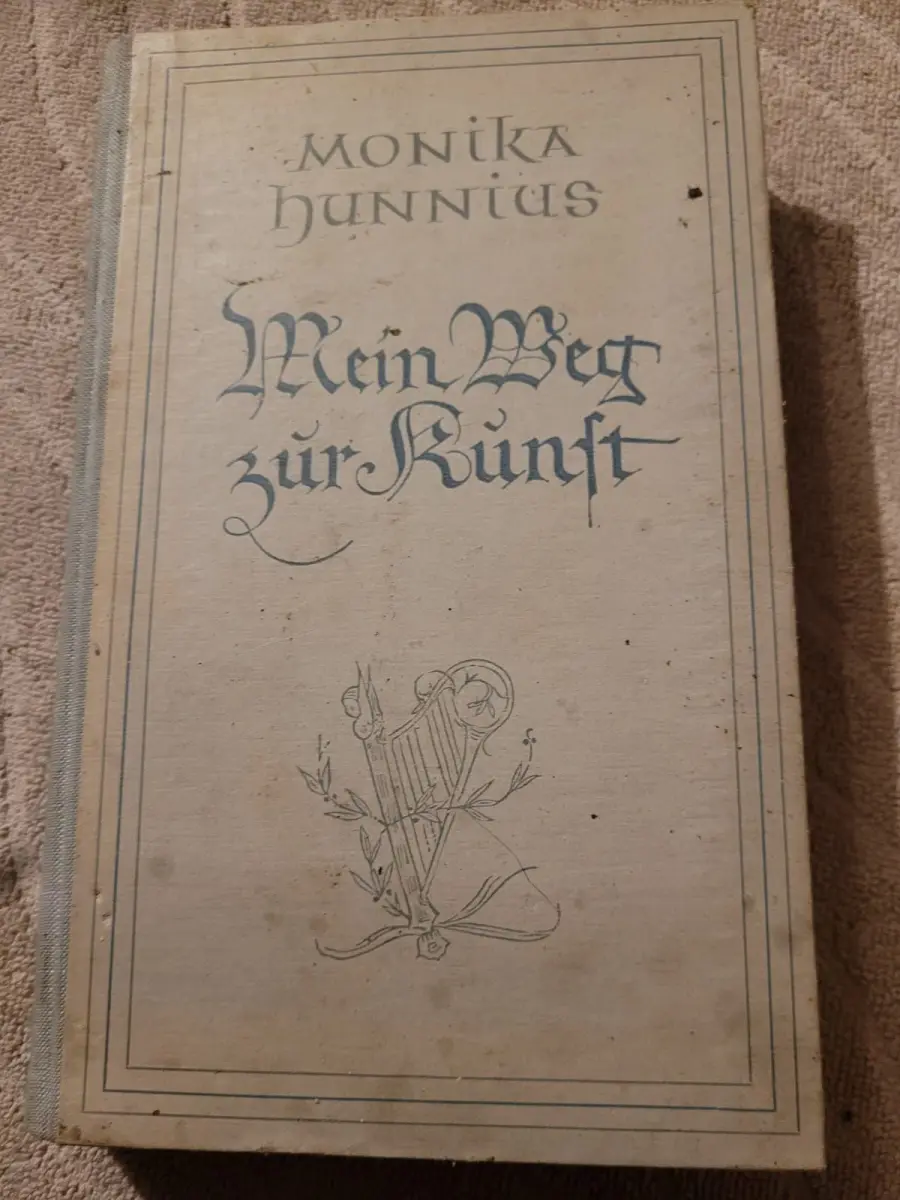 Monika
Hunnius
Mein Weg
zur Kunst